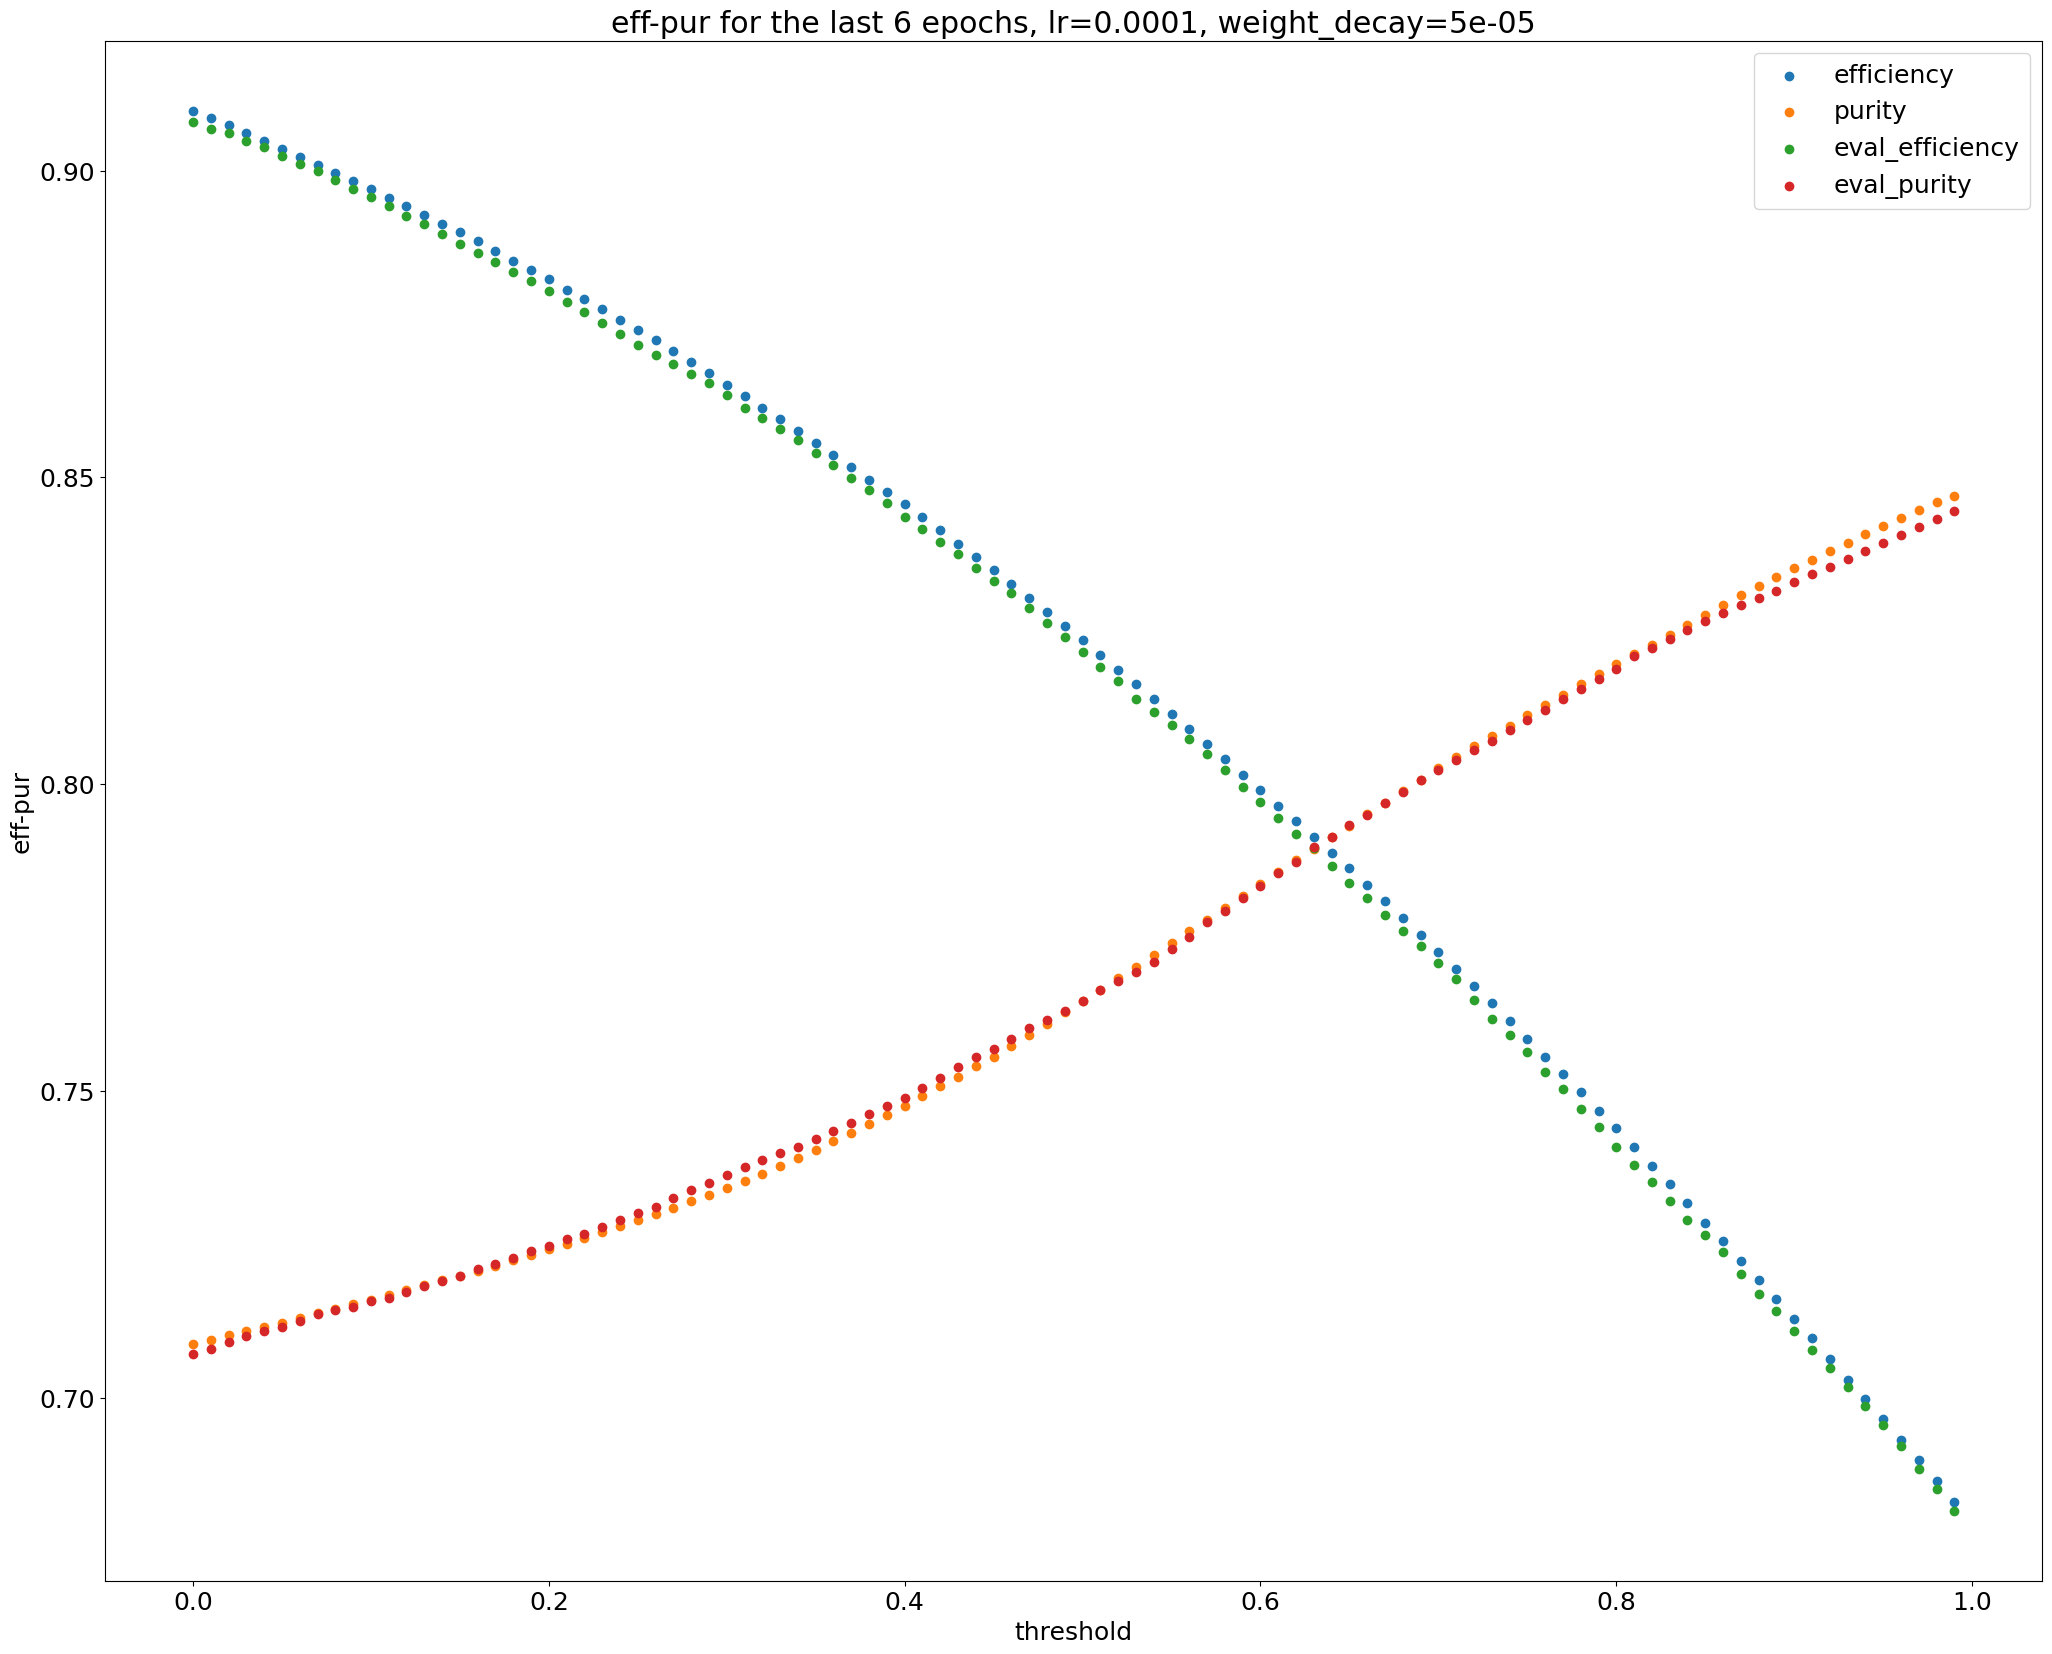 eff-pur for the last 6 epochs, lr=0.0001, weight_decay=5e-05
efficiency
purity
eval_efficiency
eval_purity
0.90
0.85
0.80
0.75
0.70
eff-pur
0.0
0.2
0.4
0.6
0.8
1.0
threshold